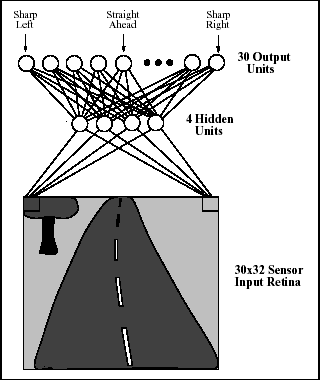 Sharp Left
Straight Ahead
Sharp Right
30 Output Units
4 Hidden Units
30x32 Sensor Input Retina